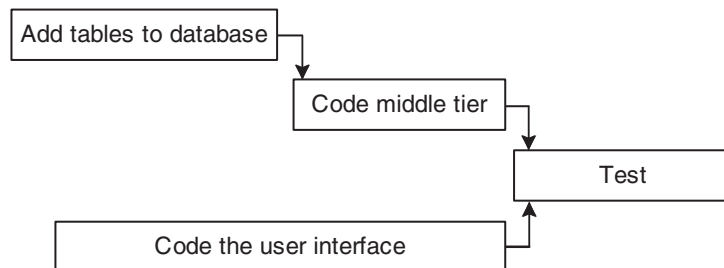 Add tables to database
Code middle tier
Test
Code the user interface